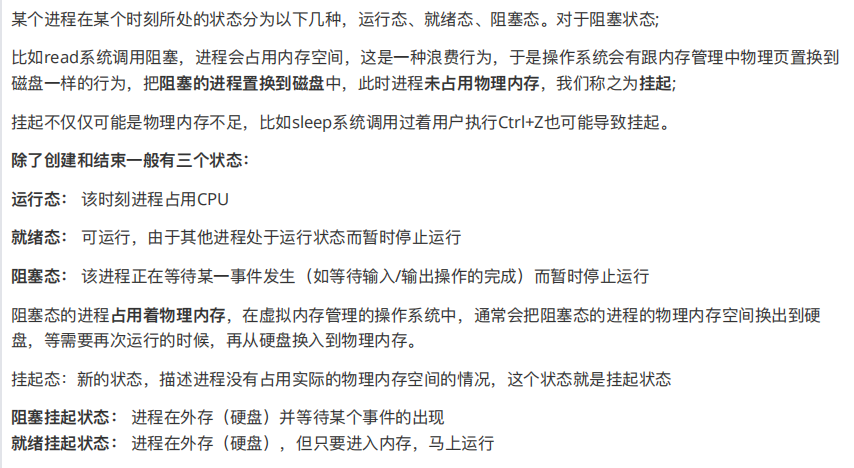 某个进程在某个时刻所处的状态分为以下几种，运行态、就绪态、阻塞态。对于阻塞状态;
比如read系统调用阻塞，进程会占用内存空间，这是一种浪费行为，于是操作系统会有跟内存管理中物理页置换到
磁盘一样的行为，把阻塞的进程置换到磁盘中，此时进程未占用物理内存，我们称之为挂起;
挂起不仅仅可能是物理内存不足，比如sleep系统调用过着用户执行Ctrl+Z也可能导致挂起。
除了创建和结束一般有三个状态：
运行态： 该时刻进程占用CPU
就绪态： 可运行，由于其他进程处于运行状态而暂时停止运行
阻塞态： 该进程正在等待某一事件发生（如等待输入/输出操作的完成）而暂时停止运行
阻塞态的进程占用着物理内存，在虚拟内存管理的操作系统中，通常会把阻塞态的进程的物理内存空间换出到硬
盘，等需要再次运行的时候，再从硬盘换入到物理内存。
挂起态：新的状态，描述进程没有占用实际的物理内存空间的情况，这个状态就是挂起状态
阻塞挂起状态： 进程在外存（硬盘）并等待某个事件的出现
就绪挂起状态： 进程在外存（硬盘），但只要进入内存，马上运行